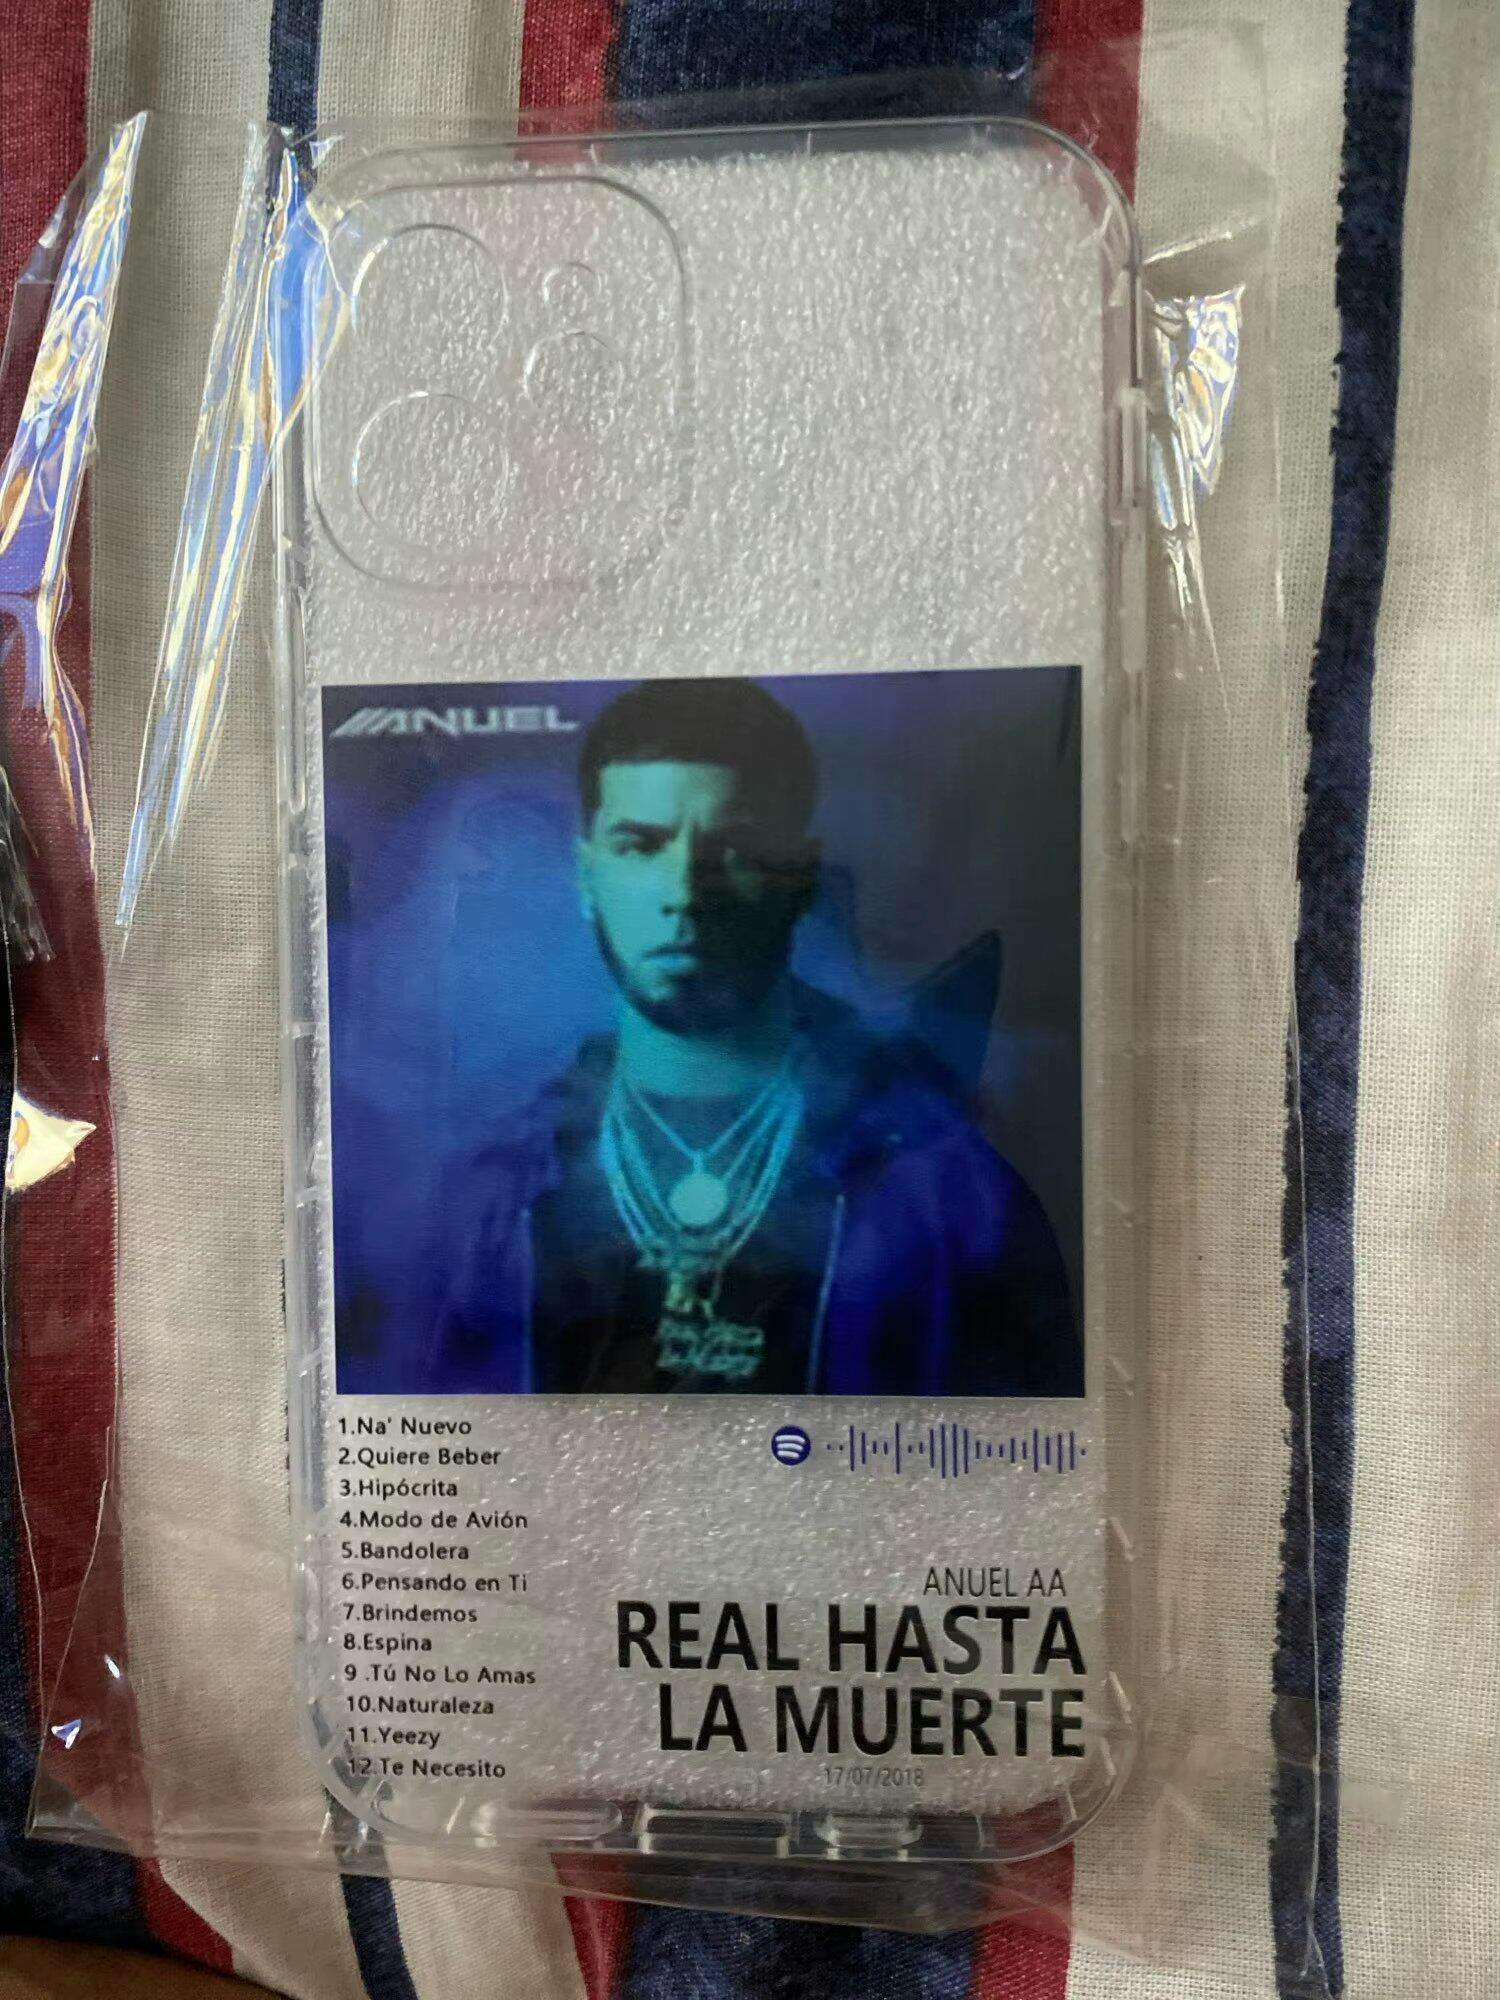 ANUEL
1.Na' Nuevo
2.Quiere Beber
3.Hipócrita
4.Modo de Avión
5.Bandolera
6.Pensando en Ti
7.Brindemos
8.Espina
9 .Tú No Lo Amas
10.Naturaleza
11.Yeezy
12.Te Necesito
ANUEL AA
REAL HASTA
LA MUERTE
17/07/2018